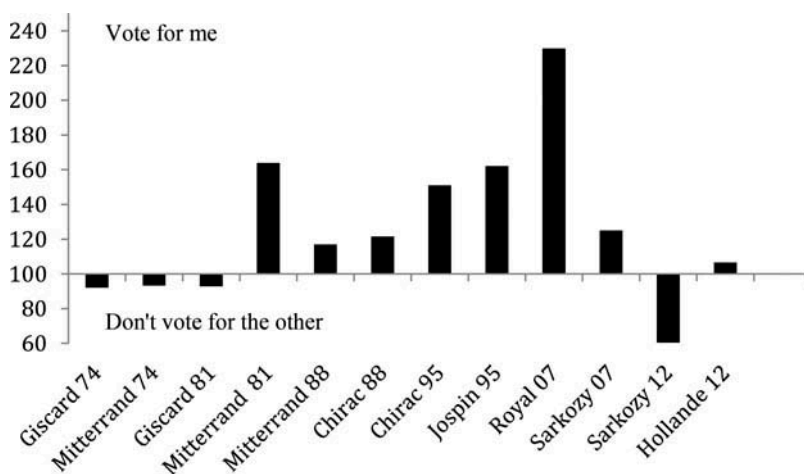 Vote for me
Don't vote for the other
240
220
200
180
160
140
120
100
80
60
Giscard 74
Mitterrand 74
Giscard 81
Mitterrand 81
Mitterrand 88
Chirac 88
Chirac 95
Jospin 95
Royal 07
Sarkozy 07
Sarkozy 12
Hollande 12